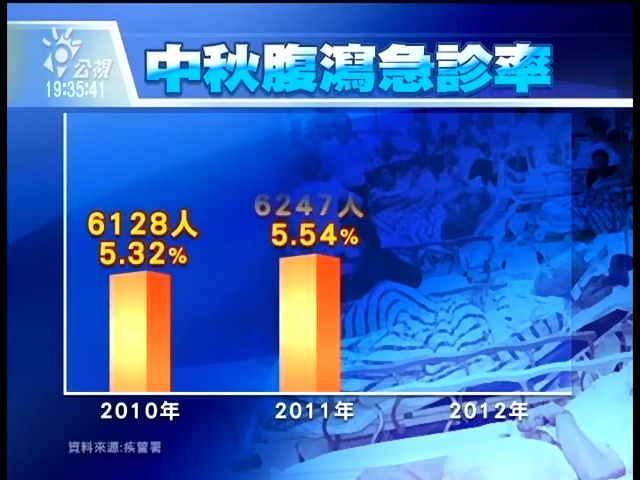 公視
19:35:41
中秋腹瀉急診率
6128人
5.32%
6247人
5.54%
2010年
2011年
2012年
資料來源:疾管署